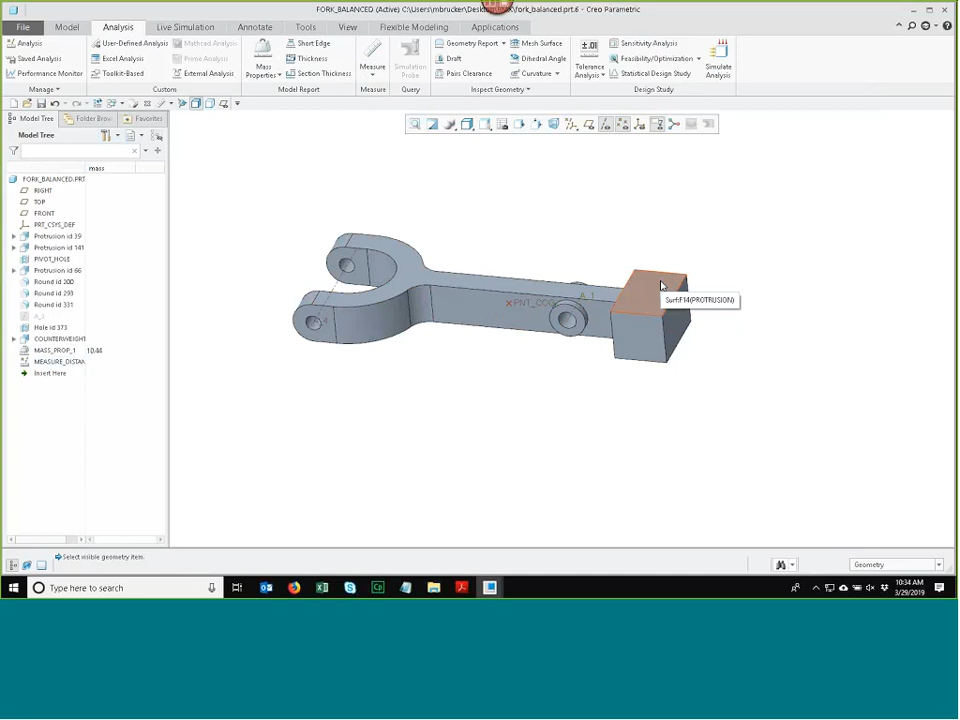 FORK_BALANCED (Active) C:\Users\mbrucker\Desktop\ \fork_balanced.prt.6 - Creo Parametric
File Model Analysis Live Simulation Annotate Tools View Flexible Modeling Applications
Analysis User-Defined Analysis Mathcad Analysis Short Edge Geometry Report Mesh Surface Sensitivity Analysis
Saved Analysis Excel Analysis Prime Analysis Thickness Draft Dihedral Angle Feasibility/Optimization
Performance Monitor Toolkit-Based External Analysis Mass Properties Section Thickness Measure Simulation Probe Pairs Clearance Curvature Tolerance Analysis Statistical Design Study Simulate Analysis
Manage Custom Model Report Measure Query Inspect Geometry Design Study
Model Tree Folder Brow Favorites
Model Tree
mass
FORK_BALANCED.PRT
RIGHT
TOP
FRONT
PRT_CSYS_DEF
Protrusion id 39
Protrusion id 141
PIVOT_HOLE
Protrusion id 66
Round id 200
Round id 293
Round id 331
A_3
Hole id 373
COUNTERWEIGHT
MASS_PROP_1 10.44
MEASURE_DISTAN
Insert Here
PNT_COG
A_1
Surf:F14(PROTRUSION)
Select visible geometry item.
Geometry
Type here to search
10:34 AM
3/29/2019